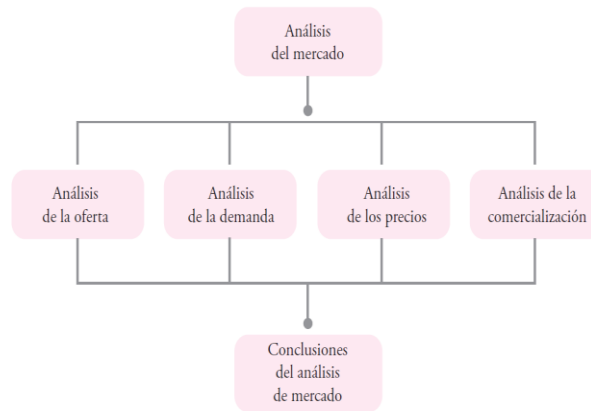 Análisis
del mercado
Análisis
de la oferta
Análisis
de la demanda
Análisis
de los precios
Análisis de la
comercialización
Conclusiones
del análisis
de mercado